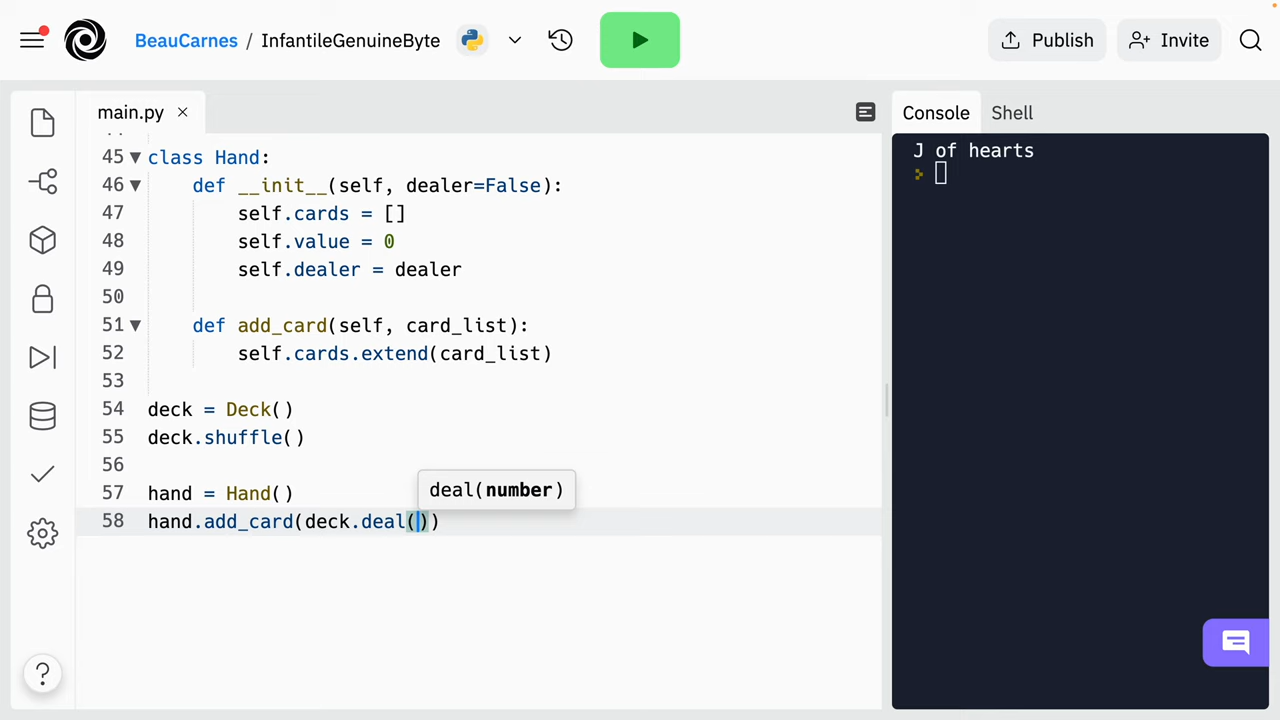 BeauCarnes / InfantileGenuineByte
Publish
Invite
main.py
Console
Shell
45 class Hand:
46     def __init__(self, dealer=False):
47         self.cards = []
48         self.value = 0
49         self.dealer = dealer
50
51     def add_card(self, card_list):
52         self.cards.extend(card_list)
53
54 deck = Deck()
55 deck.shuffle()
56
57 hand = Hand()
deal(number)
58 hand.add_card(deck.deal())
J of hearts
?